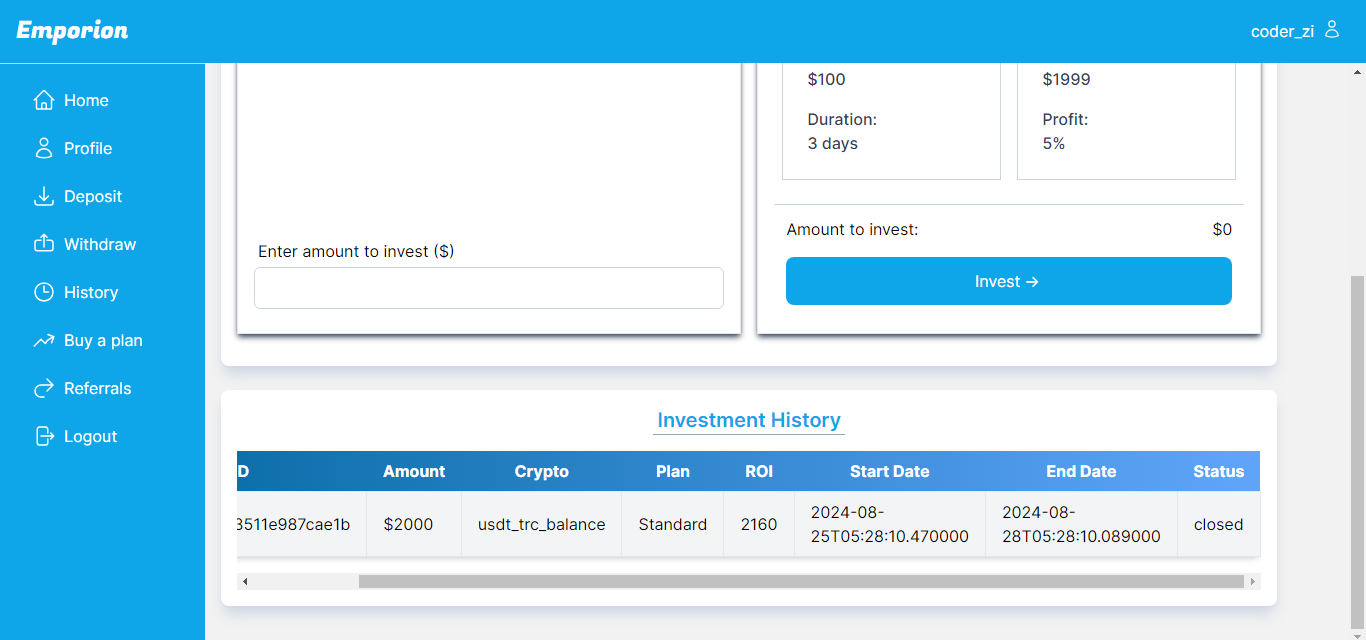 Emporion
coder_zi
Home
Profile
Deposit
Withdraw
History
Buy a plan
Referrals
Logout
Enter amount to invest ($)
$100
Duration:
3 days
$1999
Profit:
5%
Amount to invest:
$0
Invest →
Investment History
D Amount Crypto Plan ROI Start Date End Date Status
3511e987cae1b $2000 usdt_trc_balance Standard 2160 2024-08- 2024-08- closed
25T05:28:10.470000 28T05:28:10.089000